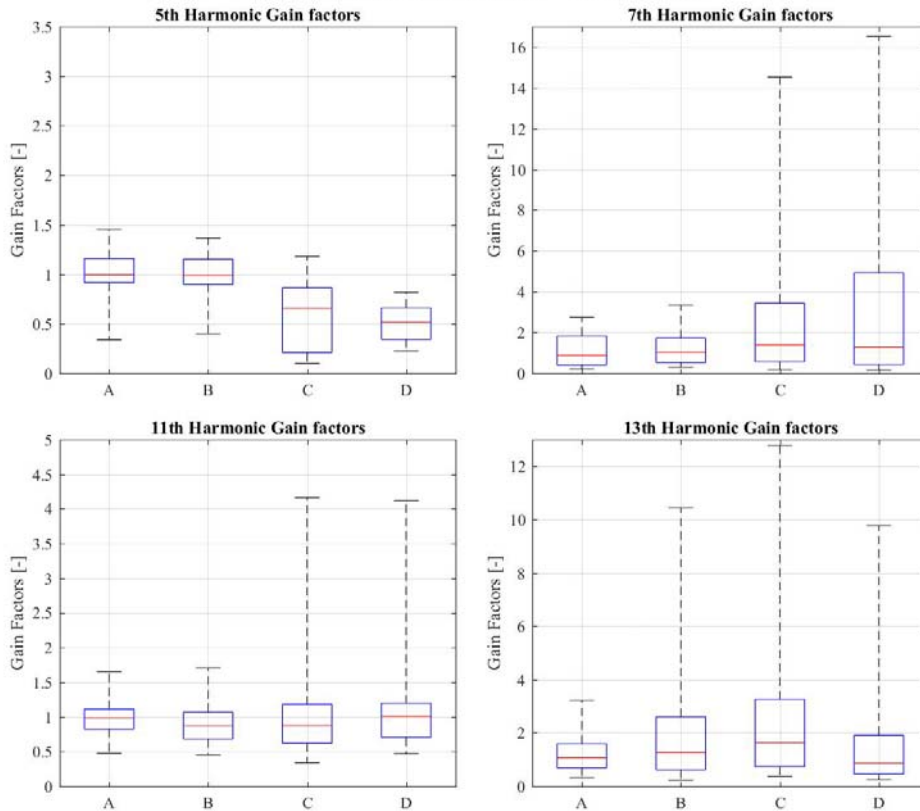 5th Harmonic Gain factors
3.5
3
2.5
2
1.5
1
0.5
0
Gain Factors [-]
A B C D
7th Harmonic Gain factors
16
14
12
10
8
6
4
2
0
Gain Factors [-]
A B C D
11th Harmonic Gain factors
5
4.5
4
3.5
3
2.5
2
1.5
1
0.5
0
Gain Factors [-]
A B C D
13th Harmonic Gain factors
12
10
8
6
4
2
0
Gain Factors [-]
A B C D